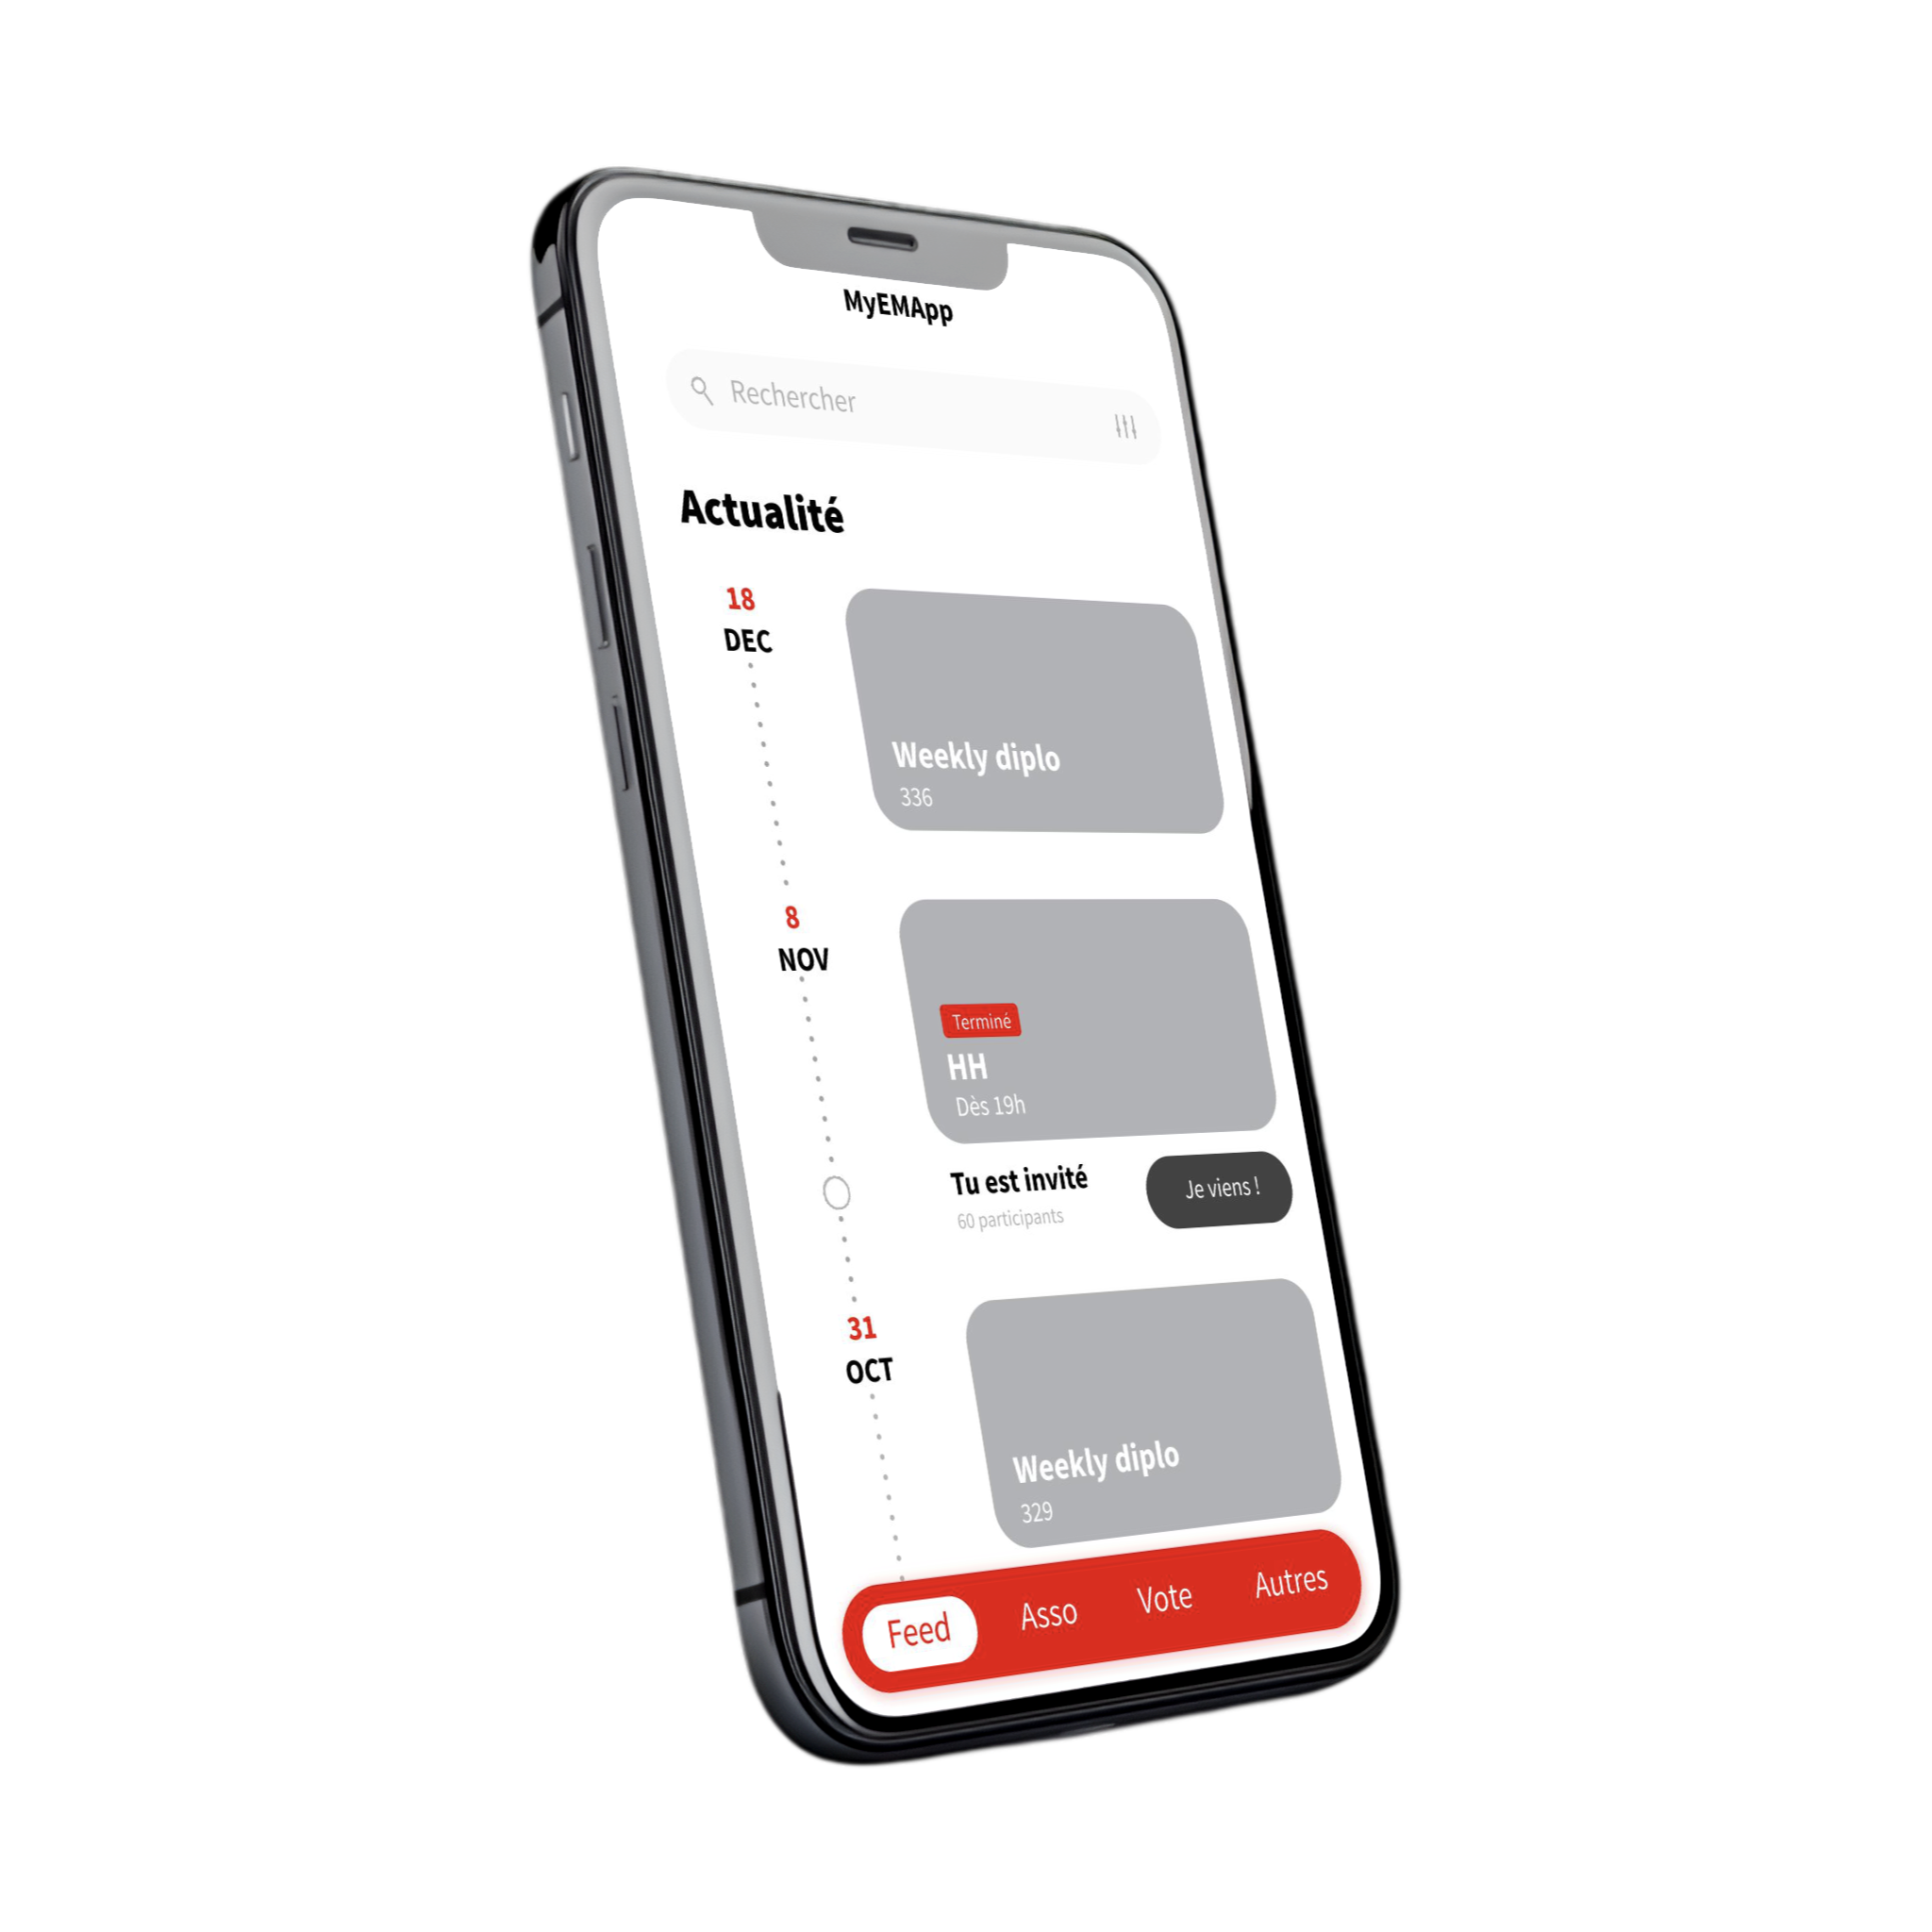 MyEMApp
Rechercher
Actualité
18
DEC
Weekly diplo
336
8
NOV
Terminé
HH
Dès 19h
Tu est invité
60 participants
Je viens !
31
OCT
Weekly diplo
329
Feed
Asso
Vote
Autres